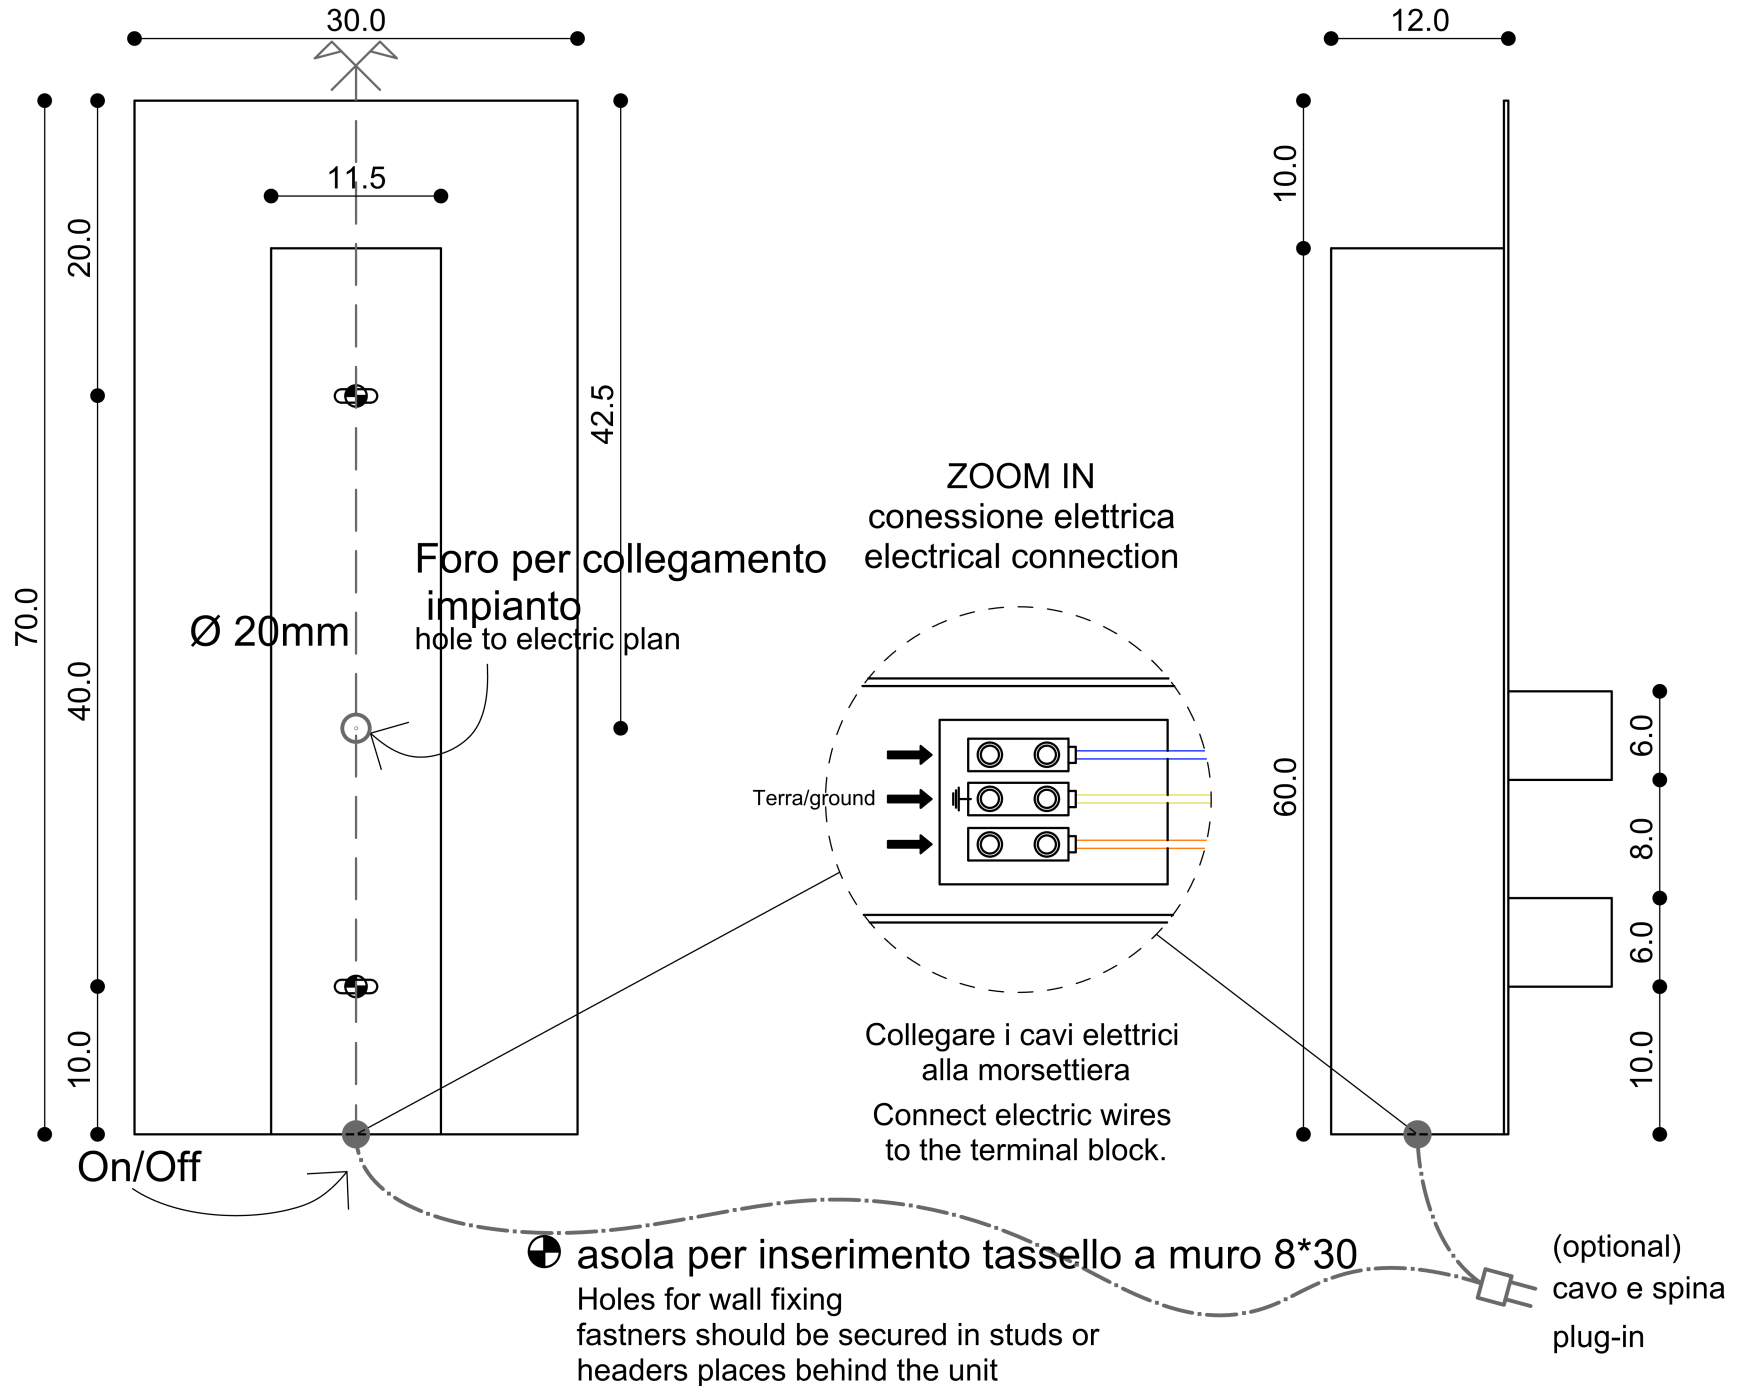 30.0
12.0
11.5
10.0
20.0
42.5
70.0
40.0
10.0
Foro per collegamento
impianto
hole to electric plan
Ø 20mm
ZOOM IN
conessione elettrica
electrical connection
Terra/ground
60.0
6.0
8.0
6.0
10.0
Collegare i cavi elettrici
alla morsettiera
Connect electric wires
to the terminal block.
On/Off
asola per inserimento tassello a muro 8*30
Holes for wall fixing
fastners should be secured in studs or
headers places behind the unit
(optional)
cavo e spina
plug-in